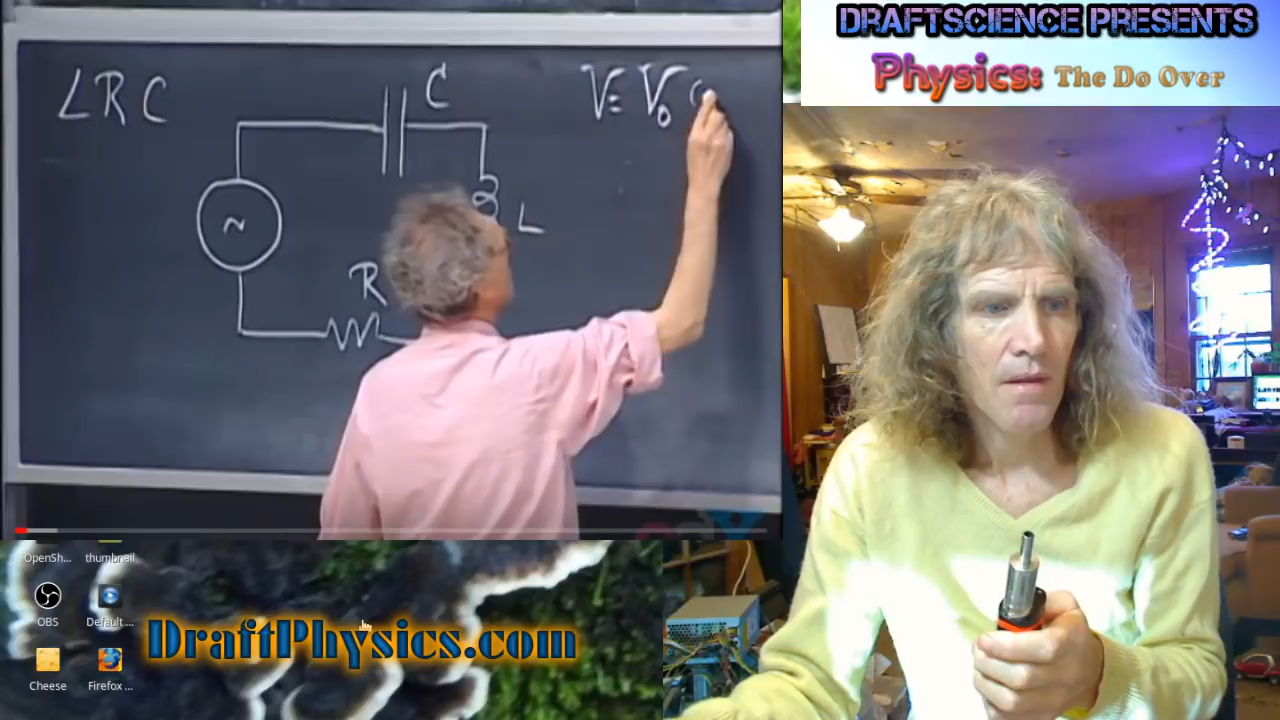 DRAFTSCIENCE PRESENTS
Physics: The Do Over
LRC
C
V= V₀
L
R
OpenSh...
thumbnail
OBS
Default ...
DraftPhysics.com
Cheese
Firefox ...